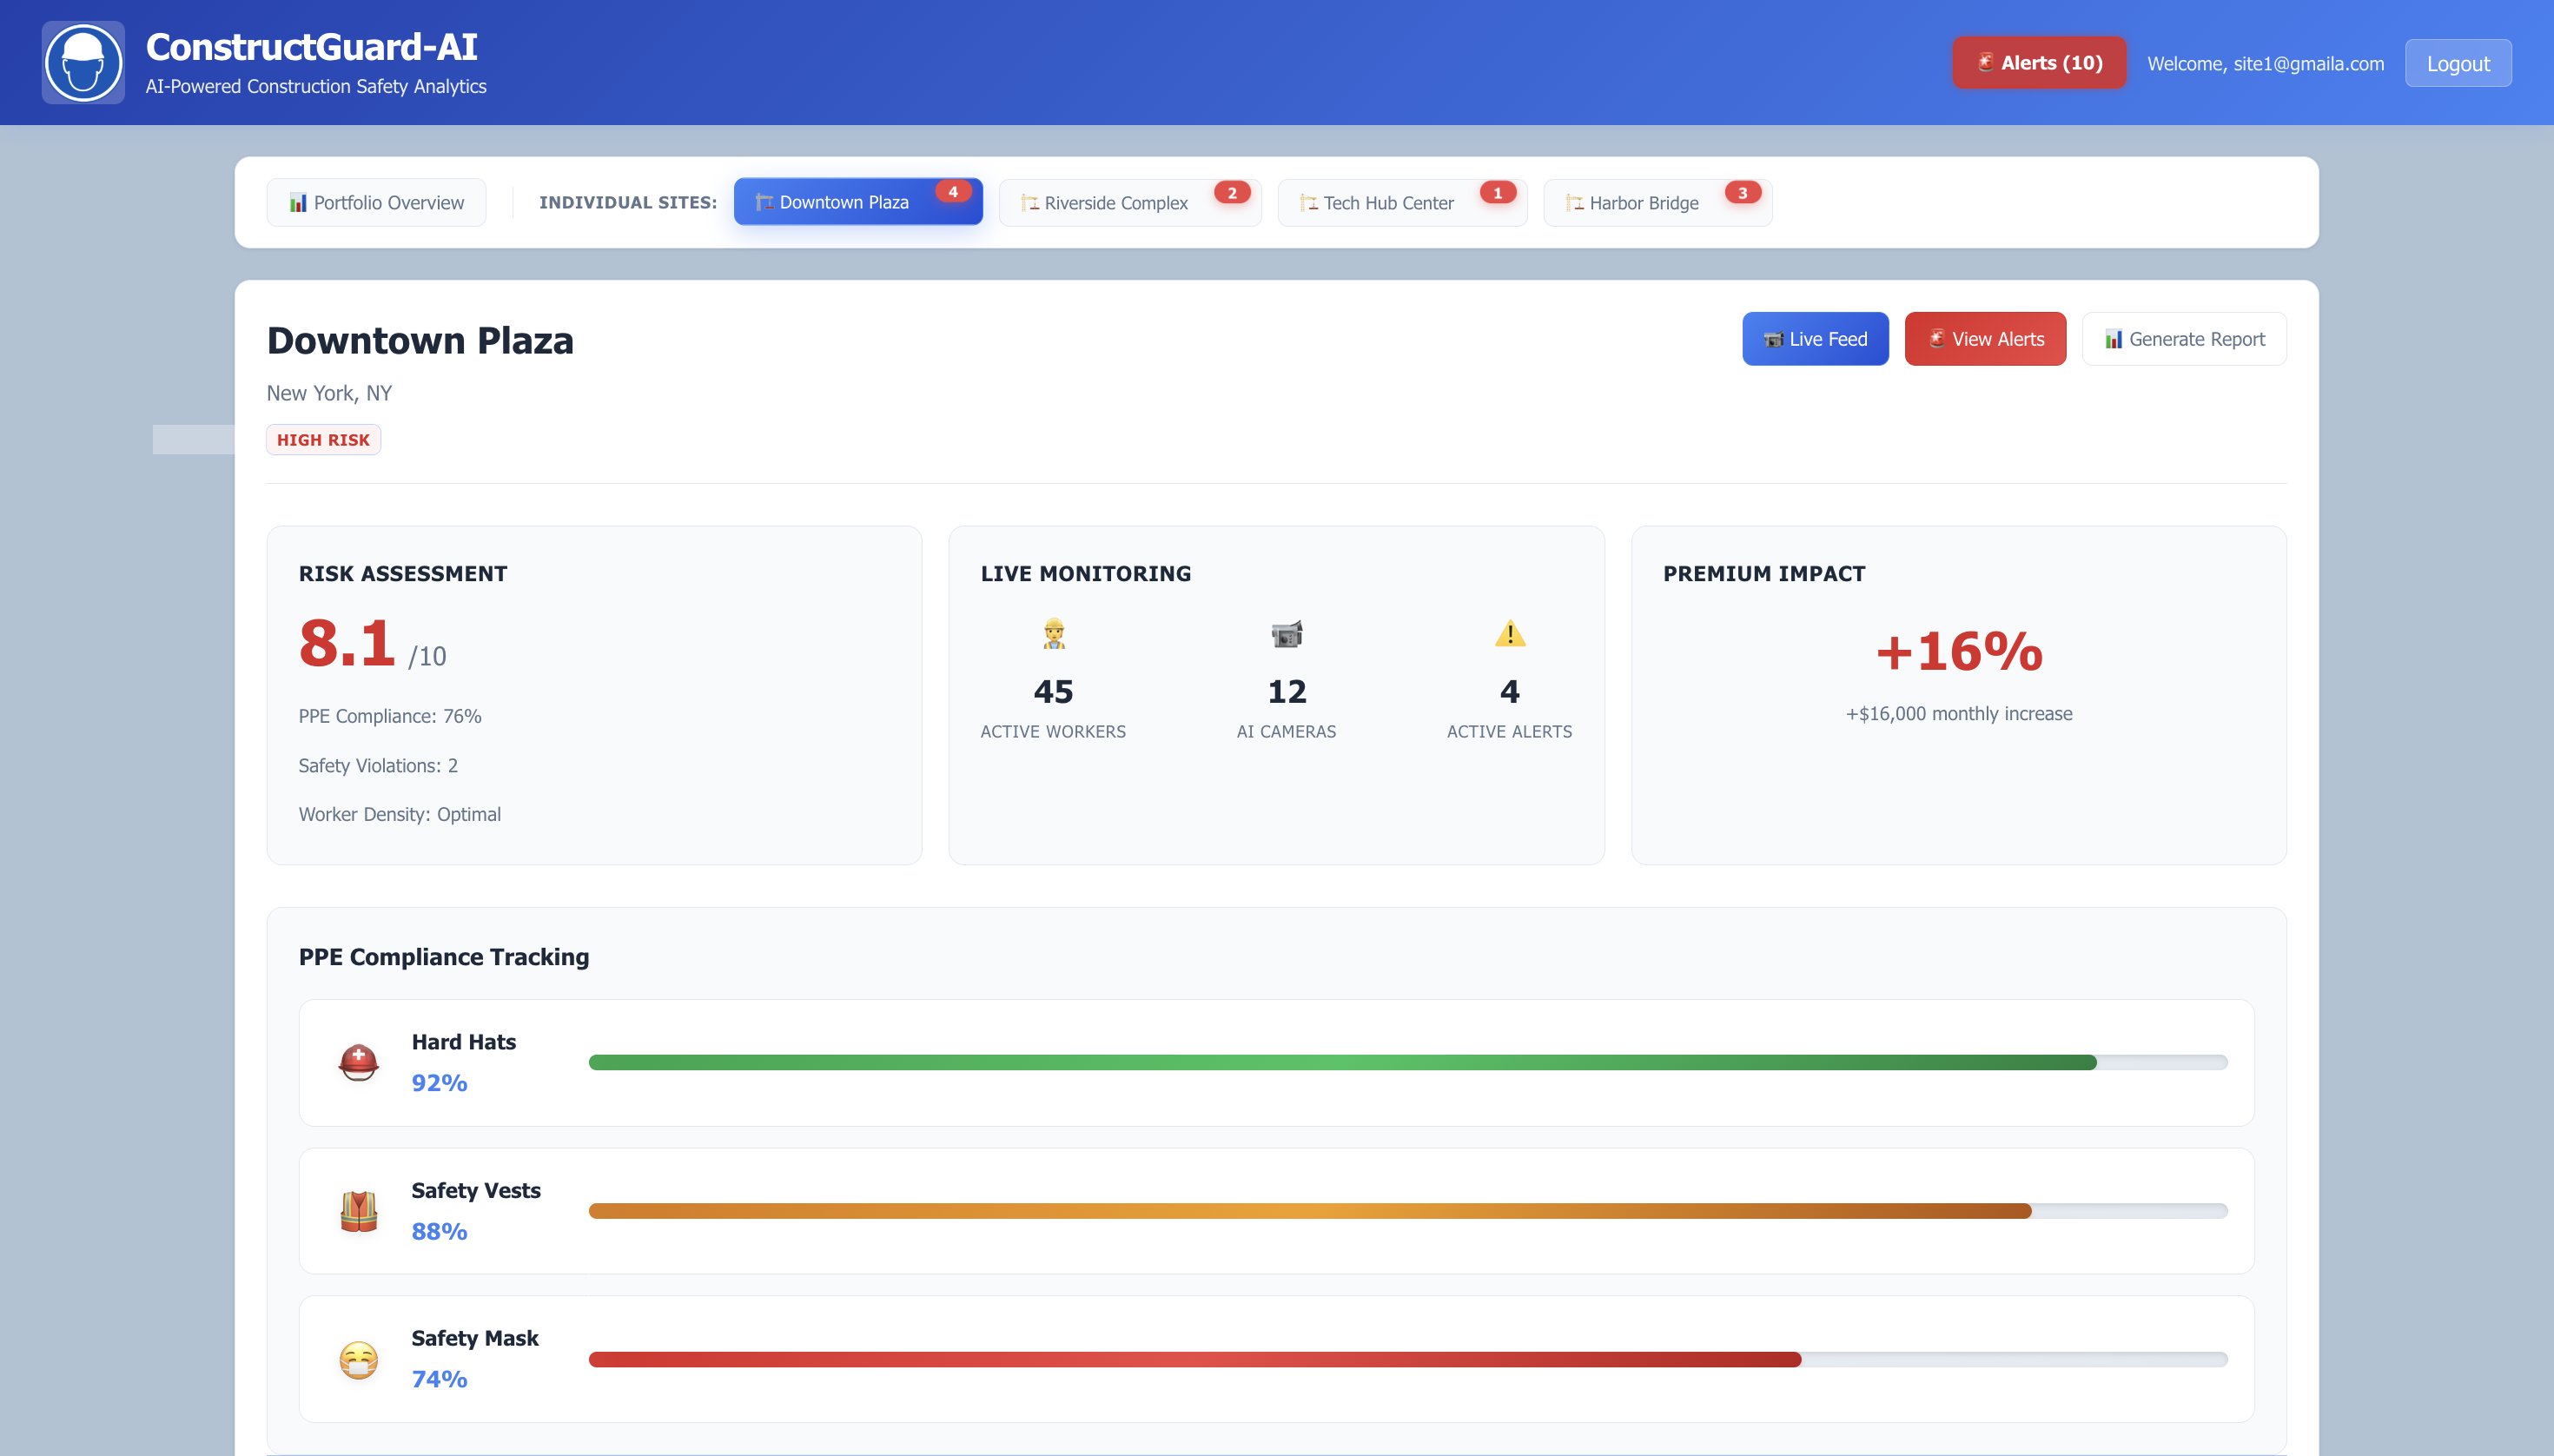 ConstructGuard-AI
AI-Powered Construction Safety Analytics
Alerts (10)
Welcome, site1@gmaila.com
Logout
Portfolio Overview
INDIVIDUAL SITES:
Downtown Plaza
4
Riverside Complex
2
Tech Hub Center
1
Harbor Bridge
3
Downtown Plaza
Live Feed
View Alerts
Generate Report
New York, NY
HIGH RISK
RISK ASSESSMENT
8.1 /10
PPE Compliance: 76%
Safety Violations: 2
Worker Density: Optimal
LIVE MONITORING
45
ACTIVE WORKERS
12
AI CAMERAS
4
ACTIVE ALERTS
PREMIUM IMPACT
+16%
+$16,000 monthly increase
PPE Compliance Tracking
Hard Hats
92%
Safety Vests
88%
Safety Mask
74%